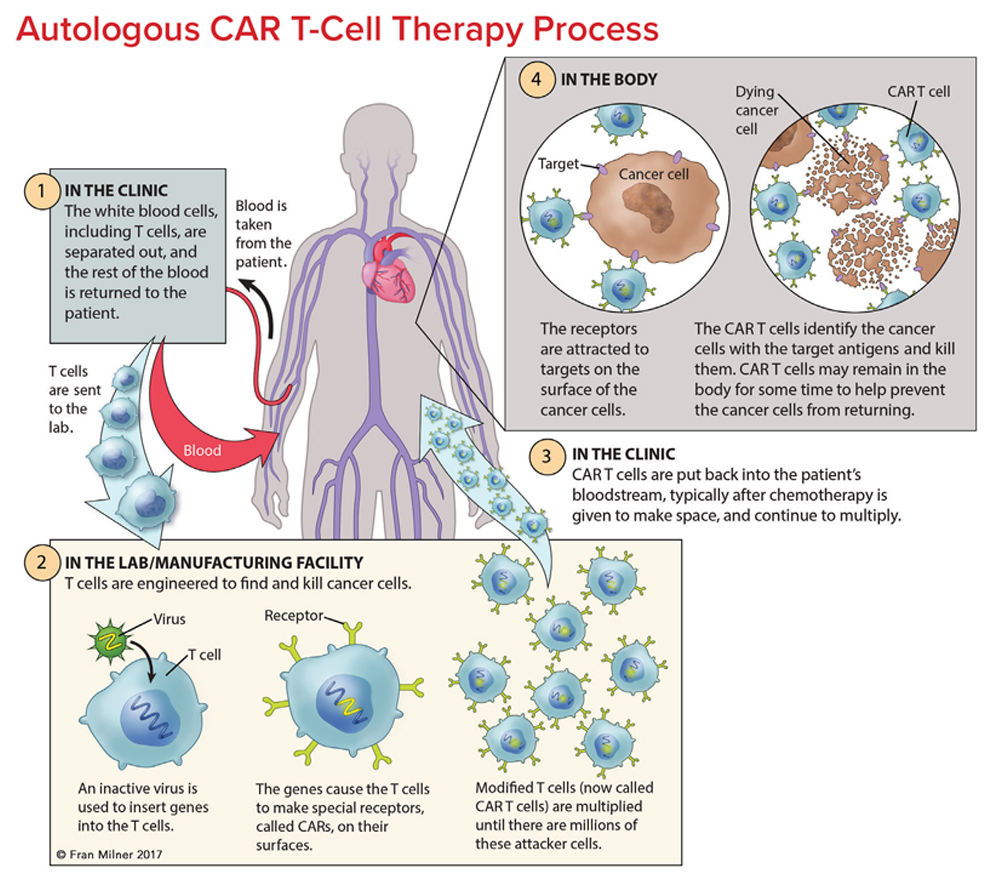 Autologous CAR T-Cell Therapy Process
1 IN THE CLINIC
The white blood cells,
including T cells, are
separated out, and
the rest of the blood
is returned to the
patient.
Blood is
taken
from the
patient.
T cells
are sent
to the
lab.
Blood
2 IN THE LAB/MANUFACTURING FACILITY
T cells are engineered to find and kill cancer cells.
Virus
T cell
An inactive virus is
used to insert genes
into the T cells.
Receptor
The genes cause the T cells
to make special receptors,
called CARs, on their
surfaces.
Modified T cells (now called
CAR T cells) are multiplied
until there are millions of
these attacker cells.
© Fran Milner 2017
3 IN THE CLINIC
CAR T cells are put back into the patient's
bloodstream, typically after chemotherapy is
given to make space, and continue to multiply.
4 IN THE BODY
Target
Cancer cell
The receptors
are attracted to
targets on the
surface of the
cancer cells.
Dying
cancer
cell
CAR T cell
The CAR T cells identify the cancer
cells with the target antigens and kill
them. CAR T cells may remain in the
body for some time to help prevent
the cancer cells from returning.